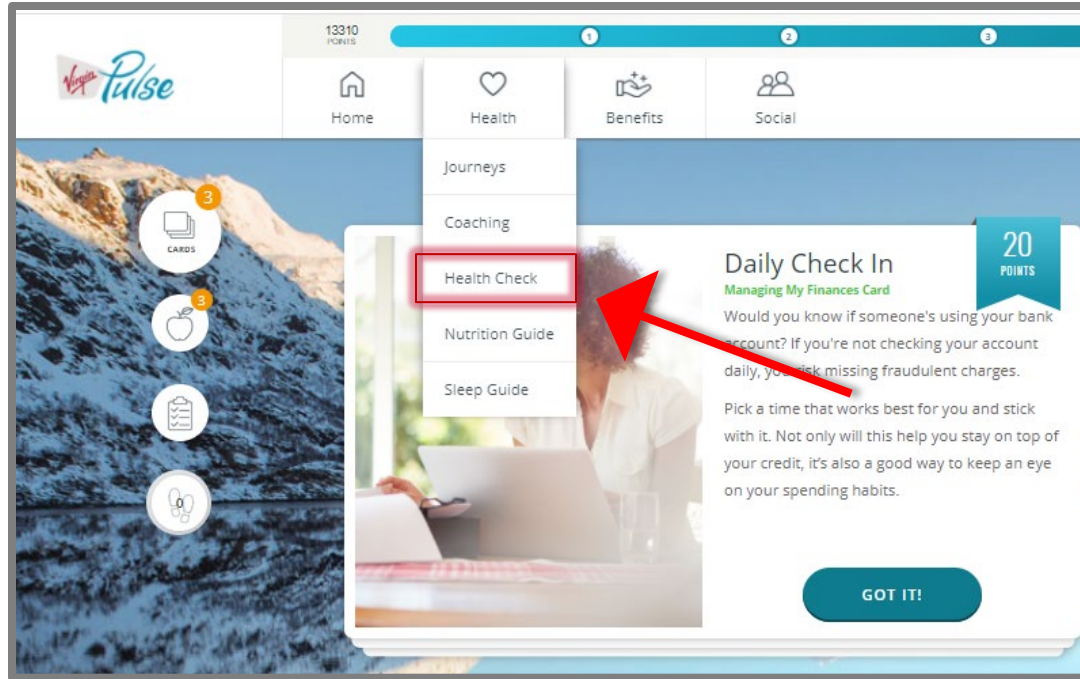 13310
POINTS
1
2
3
Virgin Pulse
Home
Health
Benefits
Social
Journeys
Coaching
Health Check
Nutrition Guide
Sleep Guide
3
CARDS
3
0
20
POINTS
Daily Check In
Managing My Finances Card
Would you know if someone's using your bank
account? If you're not checking your account
daily, you risk missing fraudulent charges.
Pick a time that works best for you and stick
with it. Not only will this help you stay on top of
your credit, it's also a good way to keep an eye
on your spending habits.
GOT IT!